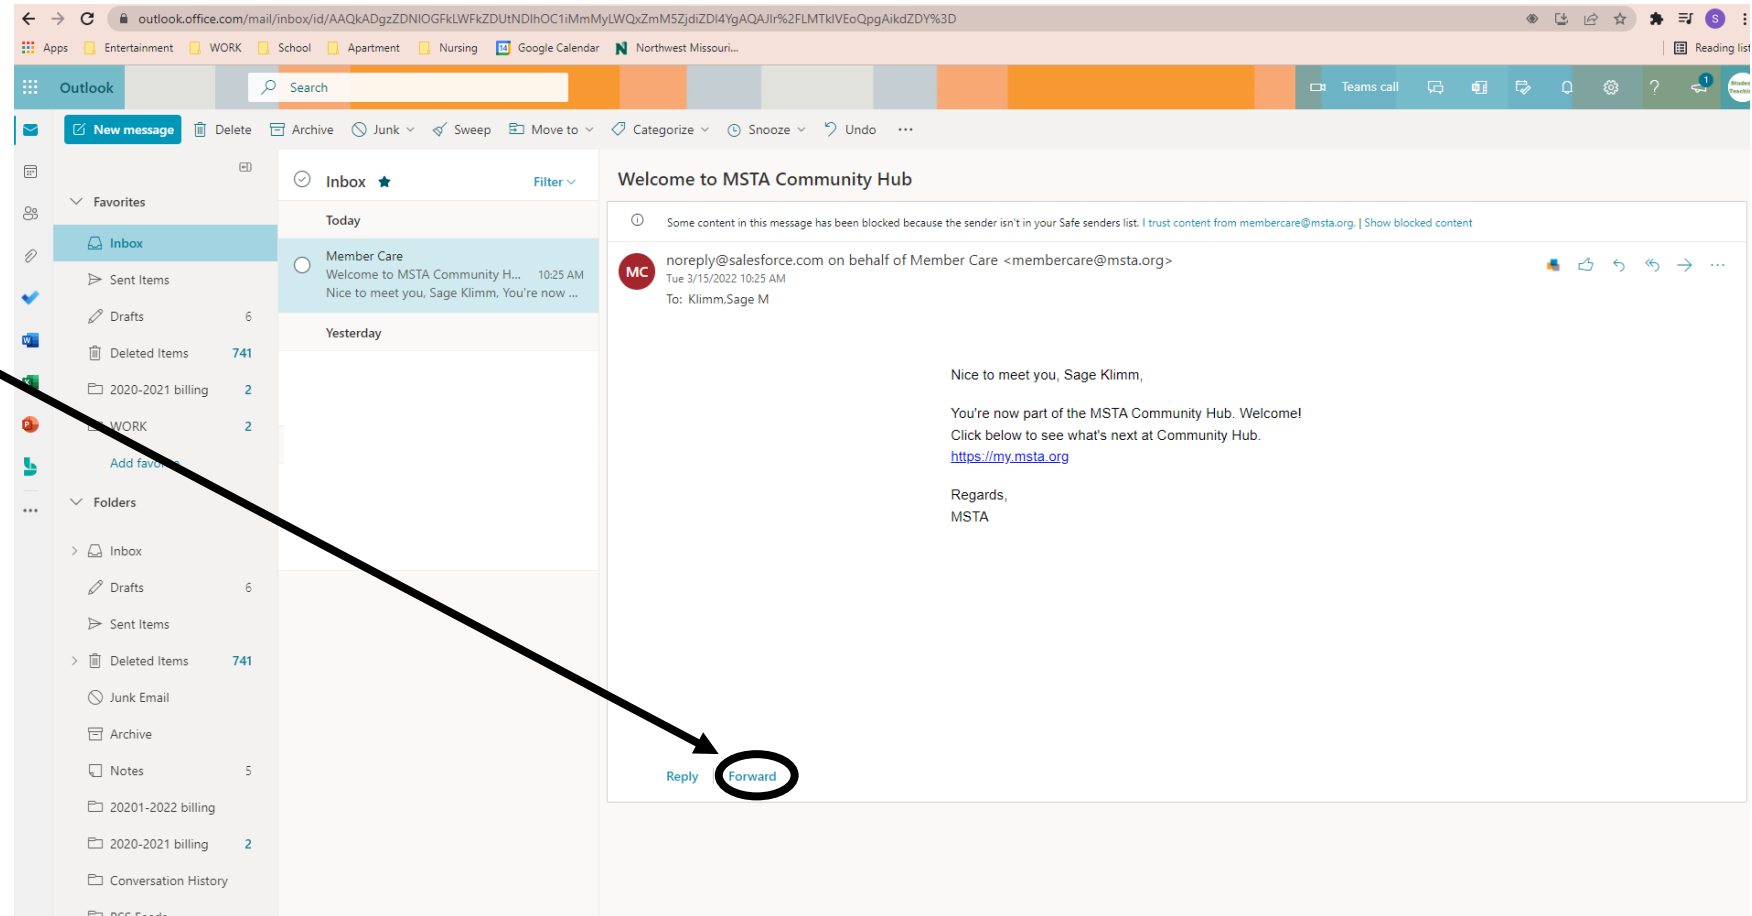 outlook.office.com/mail/inbox/id/AAQkADgzZDNlOGFkLWFkZDUtNDlhOC1iMmMyLWQxZmM5ZjdiZDI4YgAQAJIr%2FLMTkIVEoQpgAikdZDY%3D
S
Apps Entertainment WORK School Apartment Nursing 14 Google Calendar N Northwest Missouri... Reading list
Outlook Search Teams call ? 1
New message Delete Archive Junk Sweep Move to Categorize Snooze Undo ...
Favorites
Inbox
Sent Items
Drafts 6
Deleted Items 741
2020-2021 billing 2
WORK 2
Add favorite
Folders
Inbox
Drafts 6
Sent Items
Deleted Items 741
Junk Email
Archive
Notes 5
20201-2022 billing
2020-2021 billing 2
Conversation History
RSS Feeds
Inbox Filter
Today
Member Care
Welcome to MSTA Community H... 10:25 AM
Nice to meet you, Sage Klimm, You're now ...
Yesterday
Welcome to MSTA Community Hub
Some content in this message has been blocked because the sender isn't in your Safe senders list. I trust content from membercare@msta.org. | Show blocked content
MC
noreply@salesforce.com on behalf of Member Care <membercare@msta.org>
Tue 3/15/2022 10:25 AM
To: Klimm,Sage M
Nice to meet you, Sage Klimm,
You're now part of the MSTA Community Hub. Welcome!
Click below to see what's next at Community Hub.
https://my.msta.org
Regards,
MSTA
Reply Forward